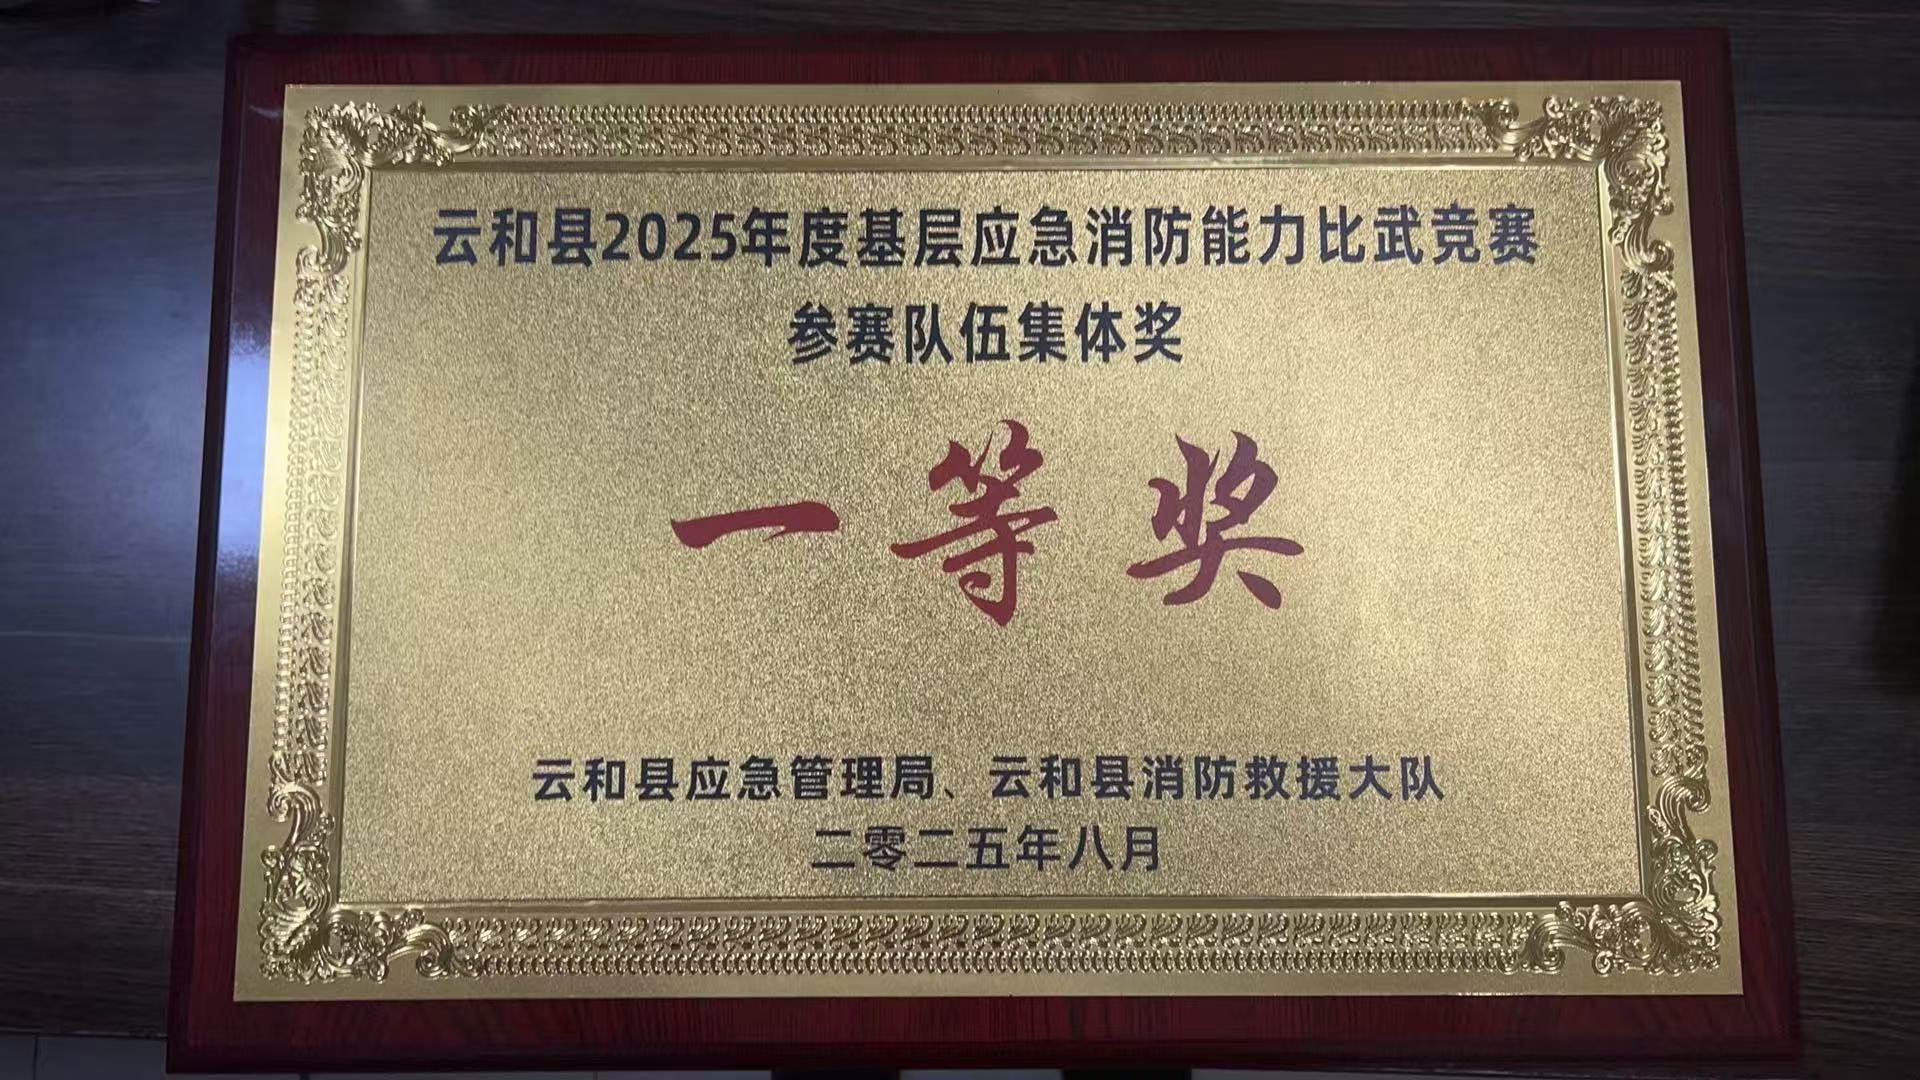 云和县2025年度基层应急消防能力比武竞赛
参赛队伍集体奖
一等奖
云和县应急管理局、云和县消防救援大队
二零二五年八月